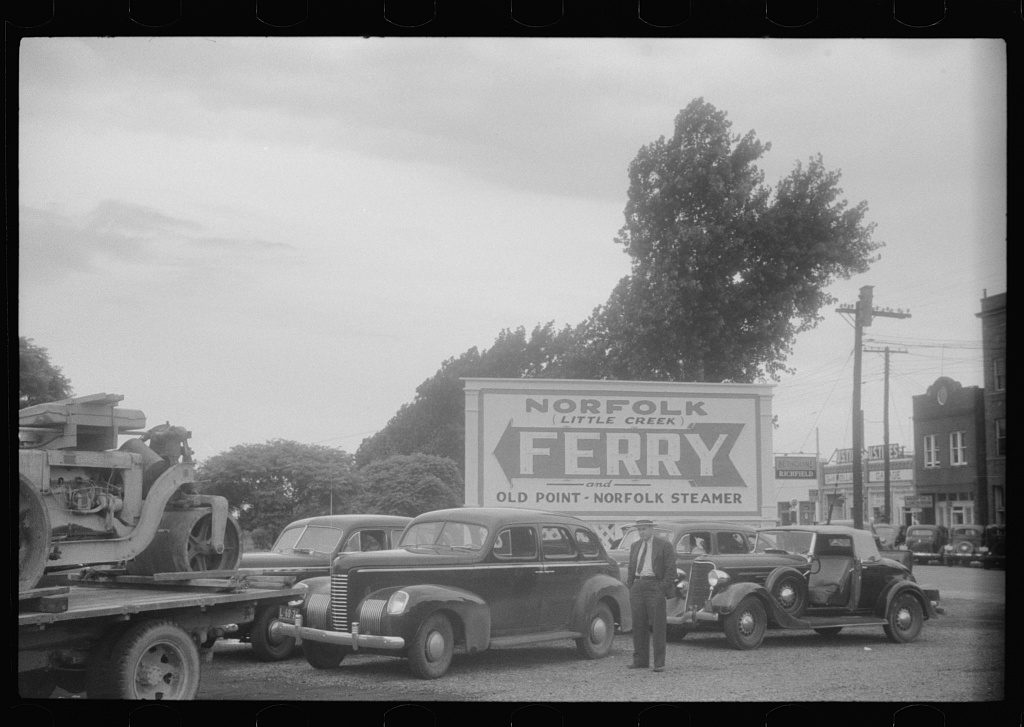 NORFOLK
(LITTLE CREEK)
FERRY
and
OLD POINT - NORFOLK STEAMER
RICHFIELD